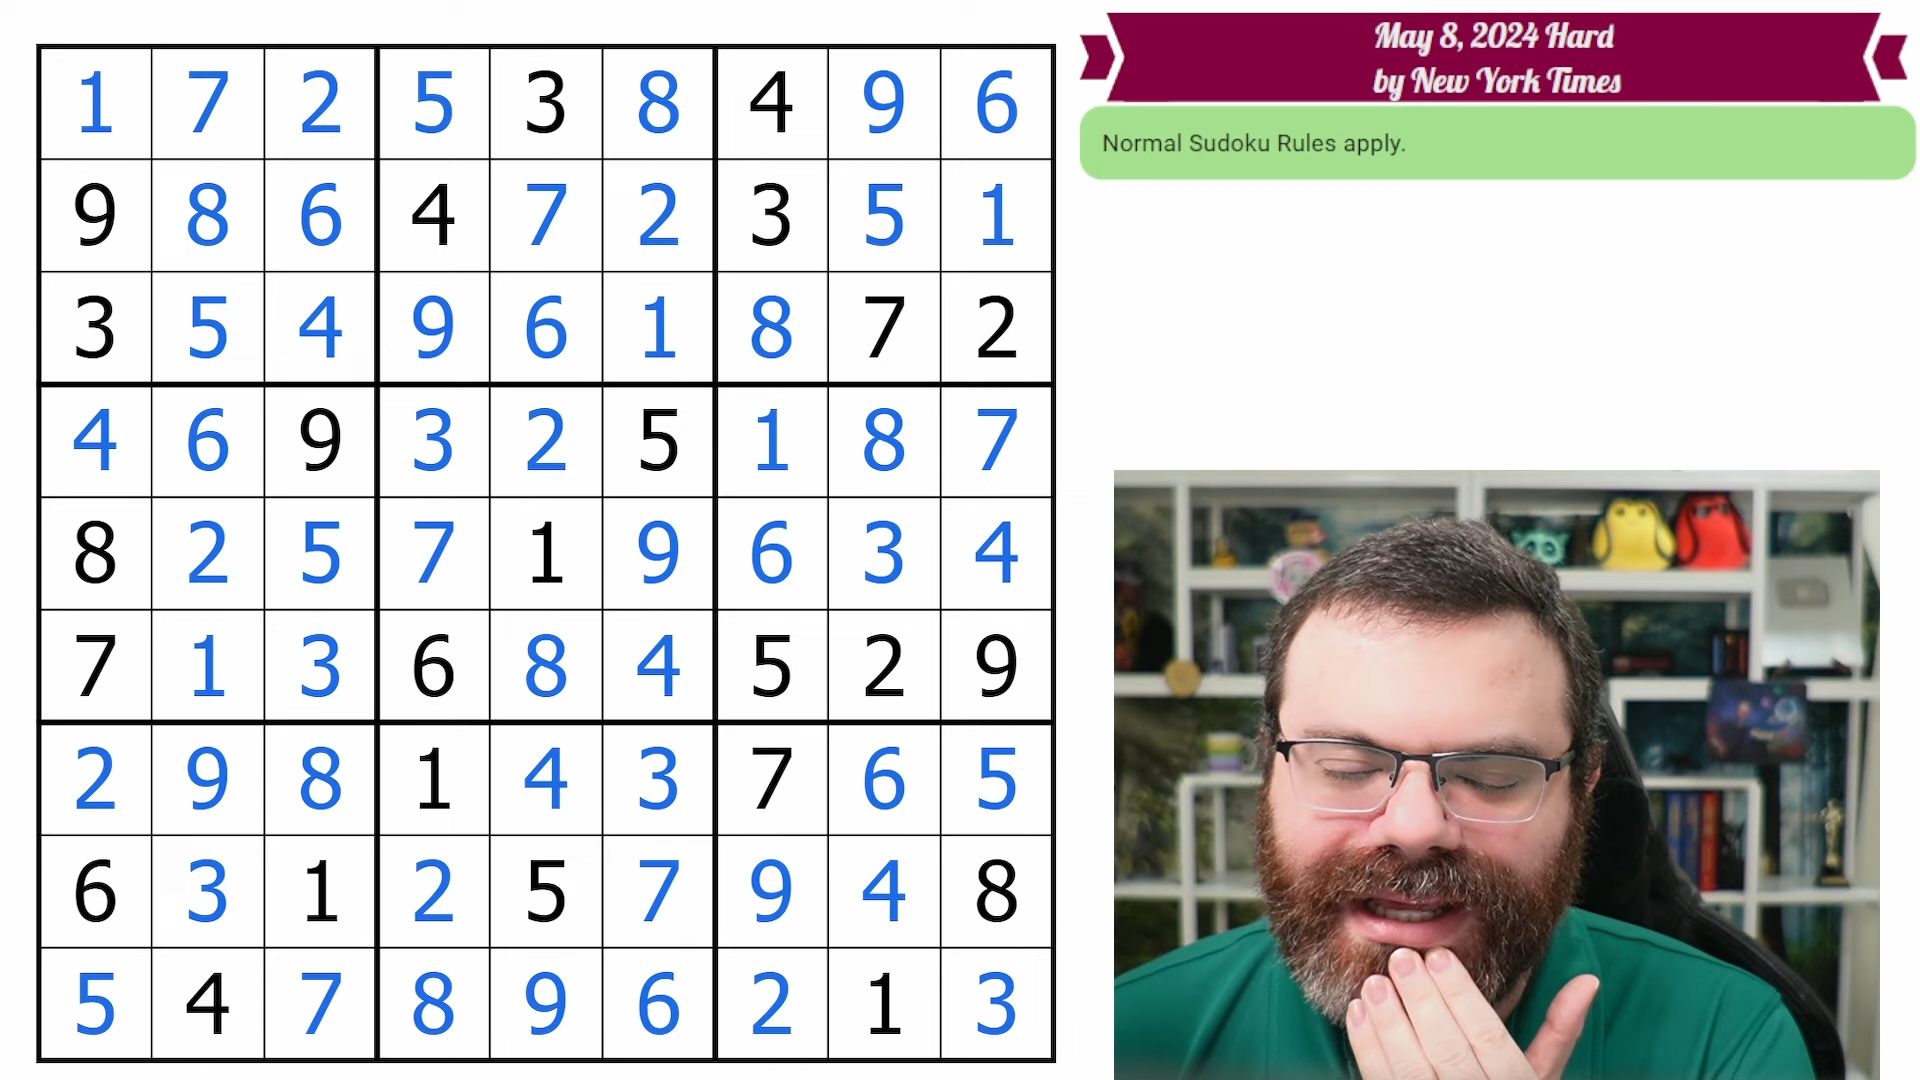 May 8, 2024 Hard
by New York Times
Normal Sudoku Rules apply.
1 7 2 5 3 8 4 9 6
9 8 6 4 7 2 3 5 1
3 5 4 9 6 1 8 7 2
4 6 9 3 2 5 1 8 7
8 2 5 7 1 9 6 3 4
7 1 3 6 8 4 5 2 9
2 9 8 1 4 3 7 6 5
6 3 1 2 5 7 9 4 8
5 4 7 8 9 6 2 1 3